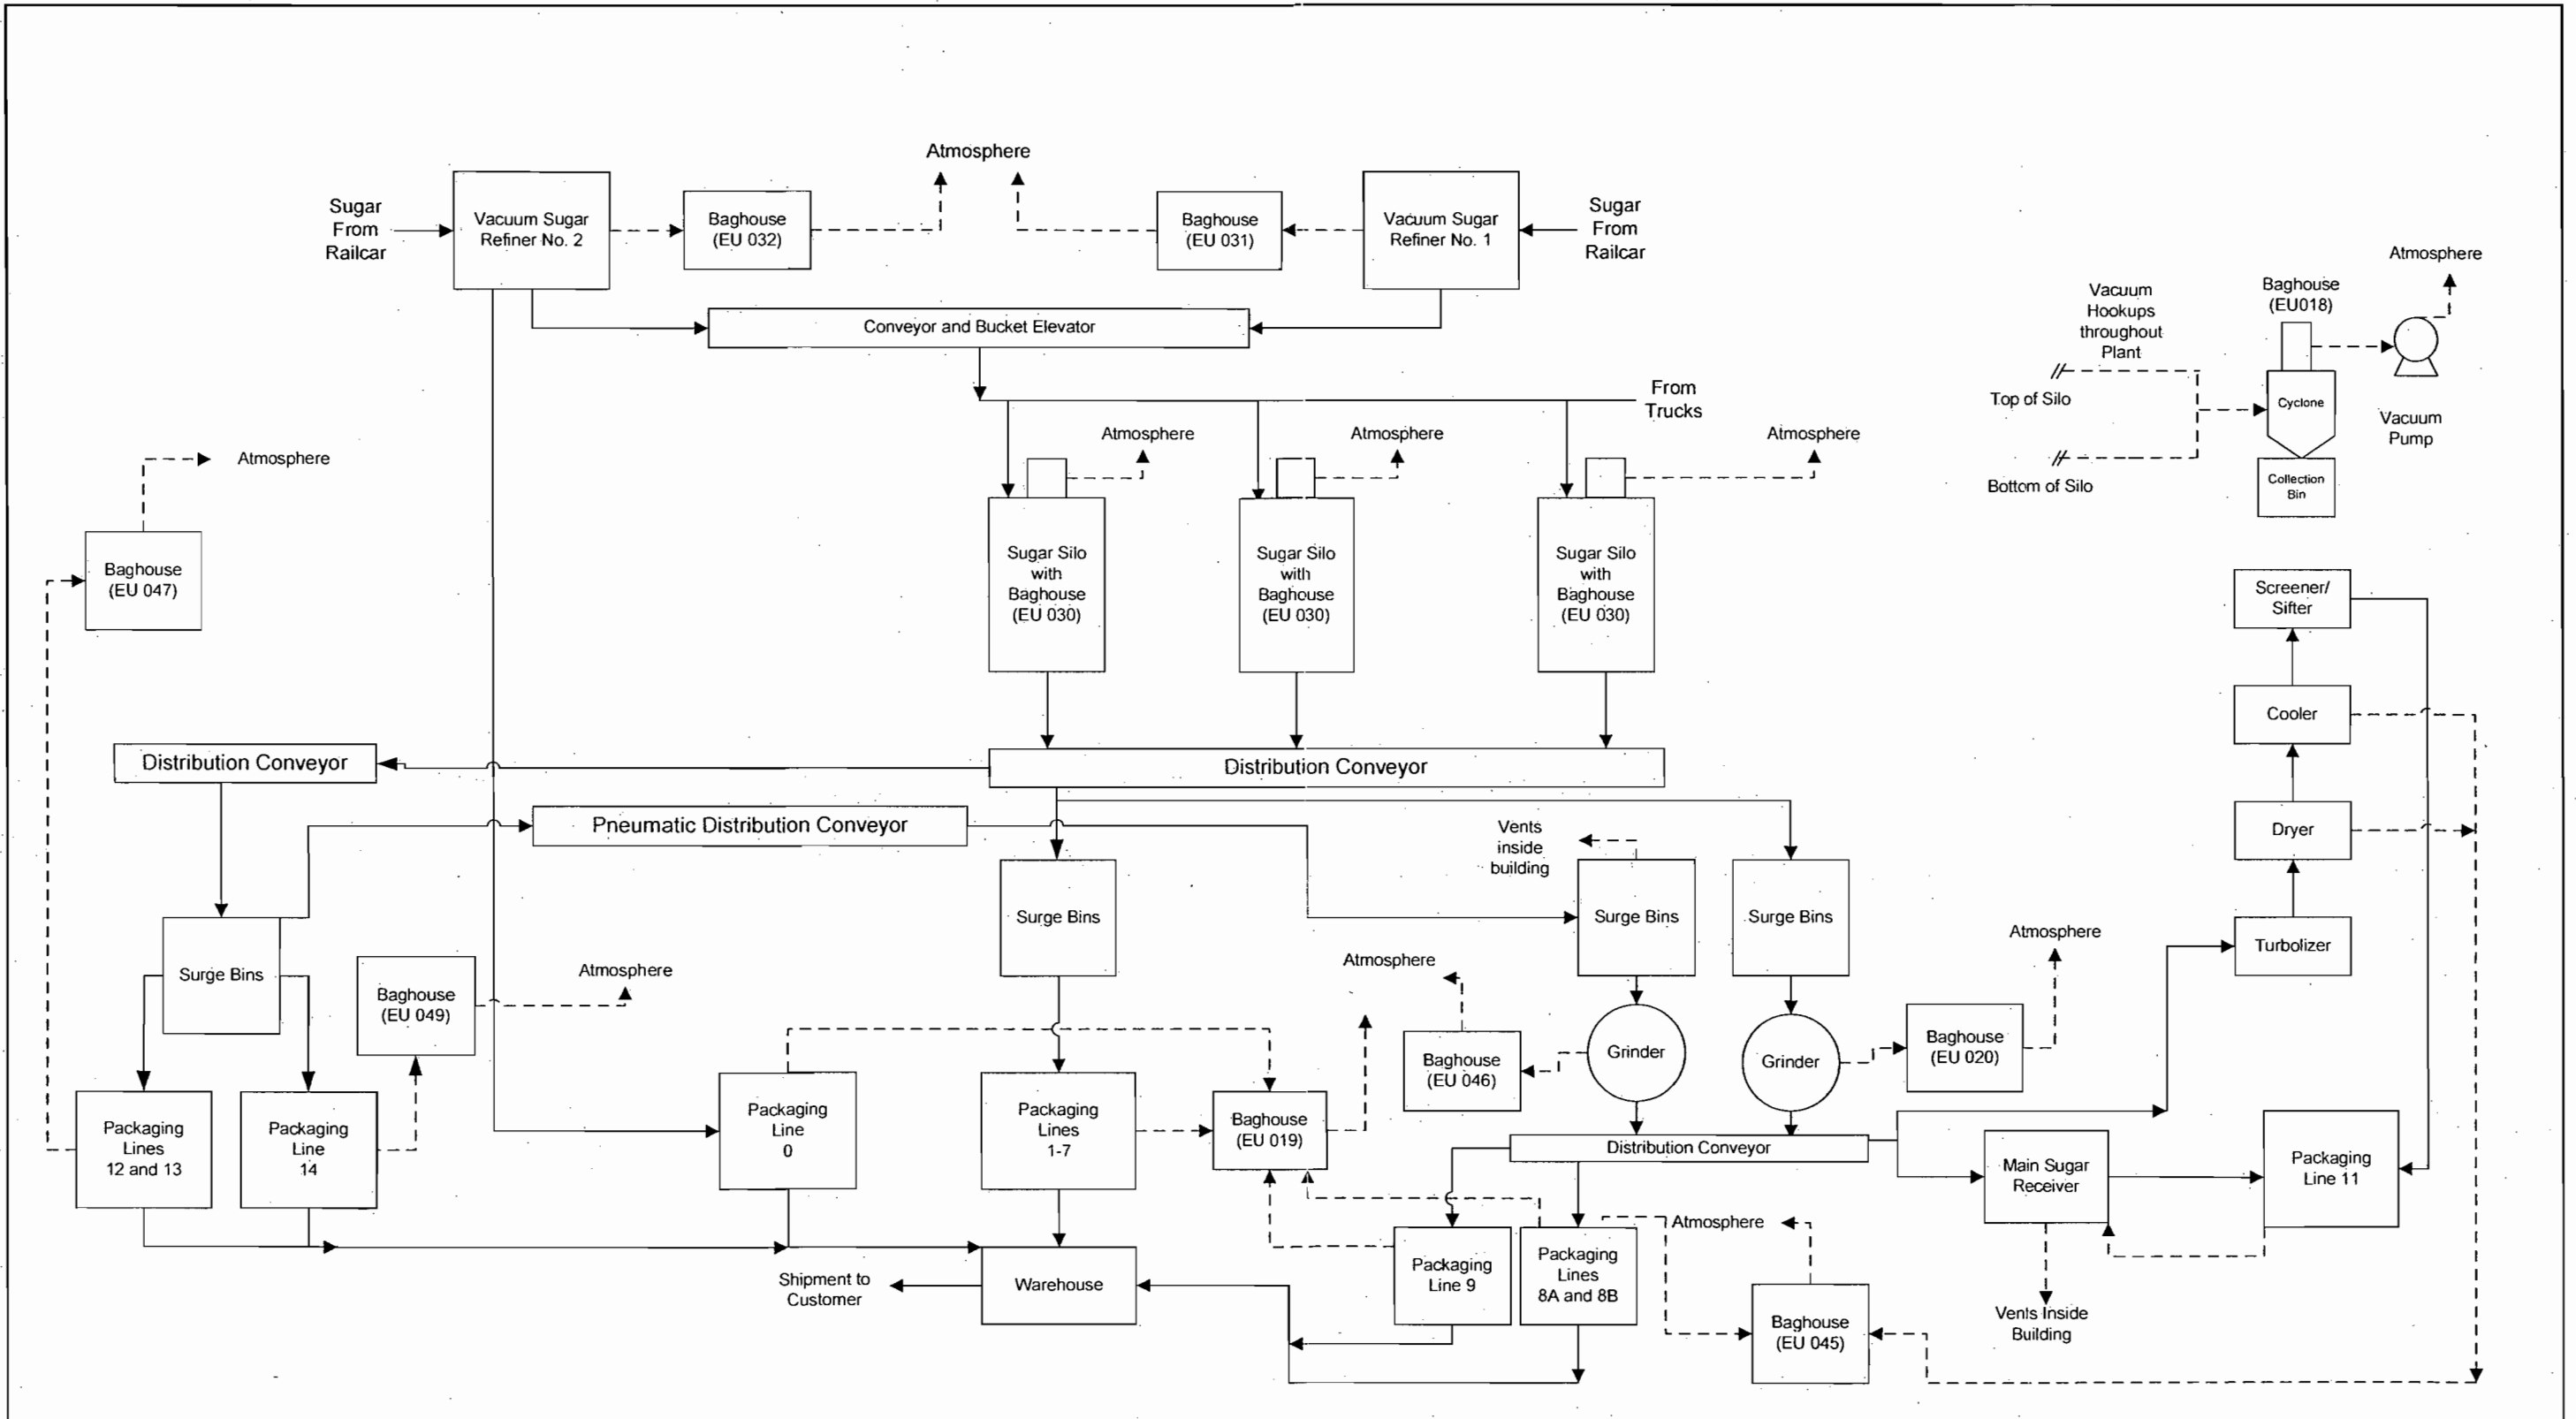 Atmosphere
Sugar
From
Railcar
Vacuum Sugar
Refiner No. 2
Baghouse
(EU 032)
Baghouse
(EU 031)
Vacuum Sugar
Refiner No. 1
Sugar
From
Railcar
Conveyor and Bucket Elevator
From
Trucks
Atmosphere
Baghouse
(EU018)
Vacuum
Hookups
throughout
Plant
Top of Silo
Cyclone
Vacuum
Pump
Bottom of Silo
Collection
Bin
Atmosphere
Atmosphere
Atmosphere
Atmosphere
Baghouse
(EU 047)
Sugar Silo
with
Baghouse
(EU 030)
Sugar Silo
with
Baghouse
(EU 030)
Sugar Silo
with
Baghouse
(EU 030)
Screener/
Sifter
Cooler
Dryer
Turbolizer
Distribution Conveyor
Distribution Conveyor
Pneumatic Distribution Conveyor
Vents
inside
building
Surge Bins
Surge Bins
Surge Bins
Surge Bins
Baghouse
(EU 049)
Atmosphere
Atmosphere
Atmosphere
Baghouse
(EU 046)
Grinder
Grinder
Baghouse
(EU 020)
Packaging
Lines
12 and 13
Packaging
Line
14
Packaging
Line
0
Packaging
Lines
1-7
Baghouse
(EU 019)
Distribution Conveyor
Main Sugar
Receiver
Packaging
Line 11
Shipment to
Customer
Warehouse
Packaging
Line 9
Packaging
Lines
8A and 8B
Atmosphere
Baghouse
(EU 045)
Vents Inside
Building